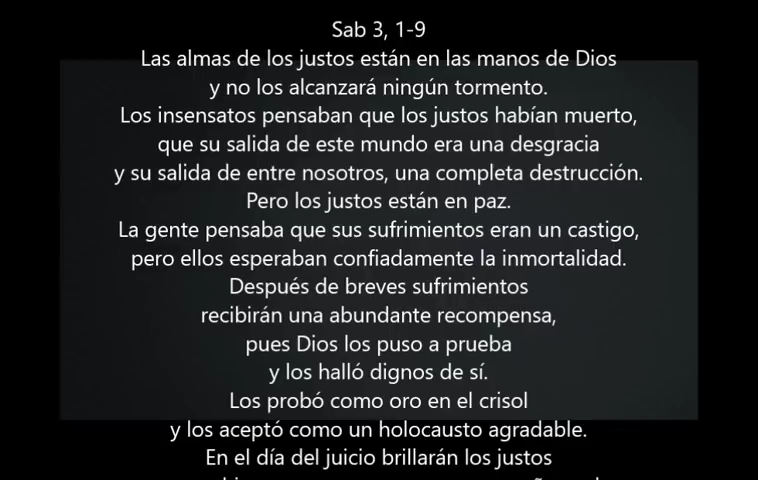 Sab 3, 1-9
Las almas de los justos están en las manos de Dios
y no los alcanzará ningún tormento.
Los insensatos pensaban que los justos habían muerto,
que su salida de este mundo era una desgracia
y su salida de entre nosotros, una completa destrucción.
Pero los justos están en paz.
La gente pensaba que sus sufrimientos eran un castigo,
pero ellos esperaban confiadamente la inmortalidad.
Después de breves sufrimientos
recibirán una abundante recompensa,
pues Dios los puso a prueba
y los halló dignos de sí.
Los probó como oro en el crisol
y los aceptó como un holocausto agradable.
En el día del juicio brillarán los justos